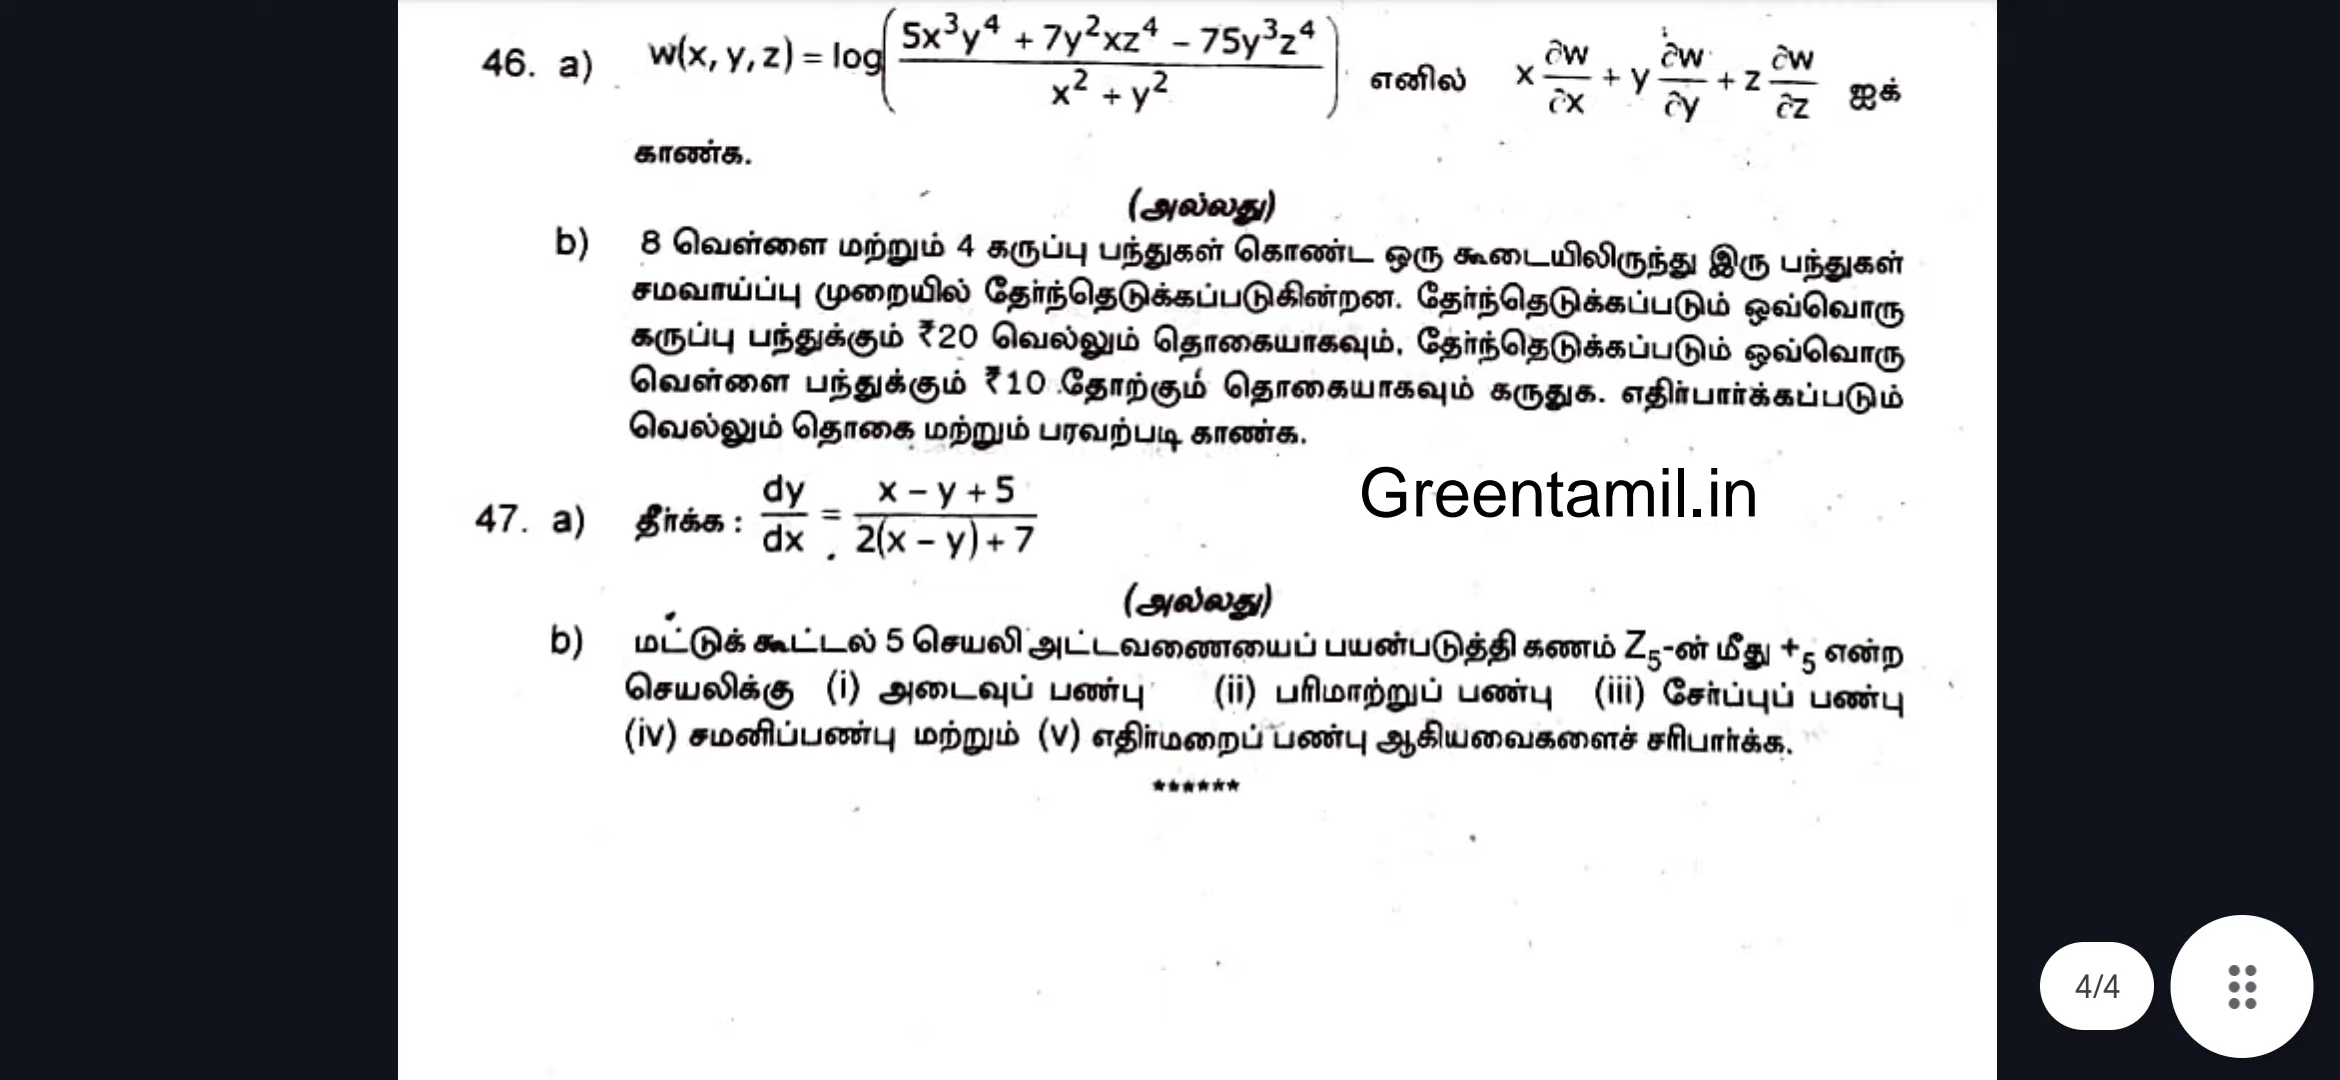 46. a) w(x, y, z) = log((5x³y⁴ + 7y²xz⁴ − 75y³z⁴)/(x² + y²)) எனில் x ∂w/∂x + y ∂w/∂y + z ∂w/∂z ஐக்
காண்க.
(அல்லது)
b) 8 வெள்ளை மற்றும் 4 கருப்பு பந்துகள் கொண்ட ஒரு கூடையிலிருந்து இரு பந்துகள்
சமவாய்ப்பு முறையில் தேர்ந்தெடுக்கப்படுகின்றன. தேர்ந்தெடுக்கப்படும் ஒவ்வொரு
கருப்பு பந்துக்கும் ₹20 வெல்லும் தொகையாகவும், தேர்ந்தெடுக்கப்படும் ஒவ்வொரு
வெள்ளை பந்துக்கும் ₹10 தோற்கும் தொகையாகவும் கருதுக. எதிர்பார்க்கப்படும்
வெல்லும் தொகை மற்றும் பரவற்படி காண்க.
Greentamil.in
47. a) தீர்க்க : dy/dx = (x − y + 5)/(2(x − y) + 7)
(அல்லது)
b) மட்டுக் கூட்டல் 5 செயலி அட்டவணையைப் பயன்படுத்தி கணம் Z₅-ன் மீது +₅ என்ற
செயலிக்கு (i) அடைவுப் பண்பு (ii) பரிமாற்றுப் பண்பு (iii) சேர்ப்புப் பண்பு
(iv) சமனிப்பண்பு மற்றும் (v) எதிர்மறைப் பண்பு ஆகியவைகளைச் சரிபார்க்க.
******
4/4